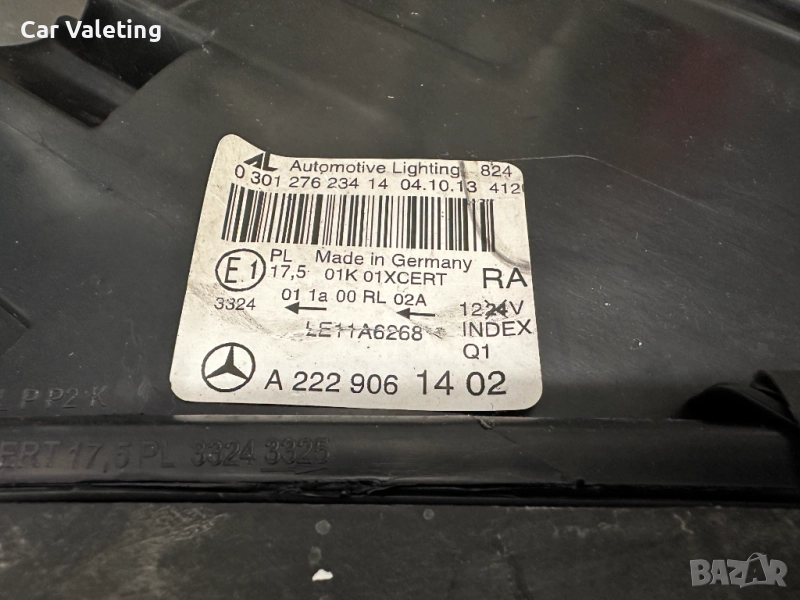 Car Valeting
AL Automotive Lighting 824
0 301 276 234 14 04.10.13 412
E1 PL Made in Germany
17,5 01K 01XCERT RA
01 1a 00 RL 02A
3324 ← ← 1224V
LE11A6268 INDEX
Q1
A 222 906 14 02
PP2 K
ERT 17,5 PL 3324 3325
BAZAR